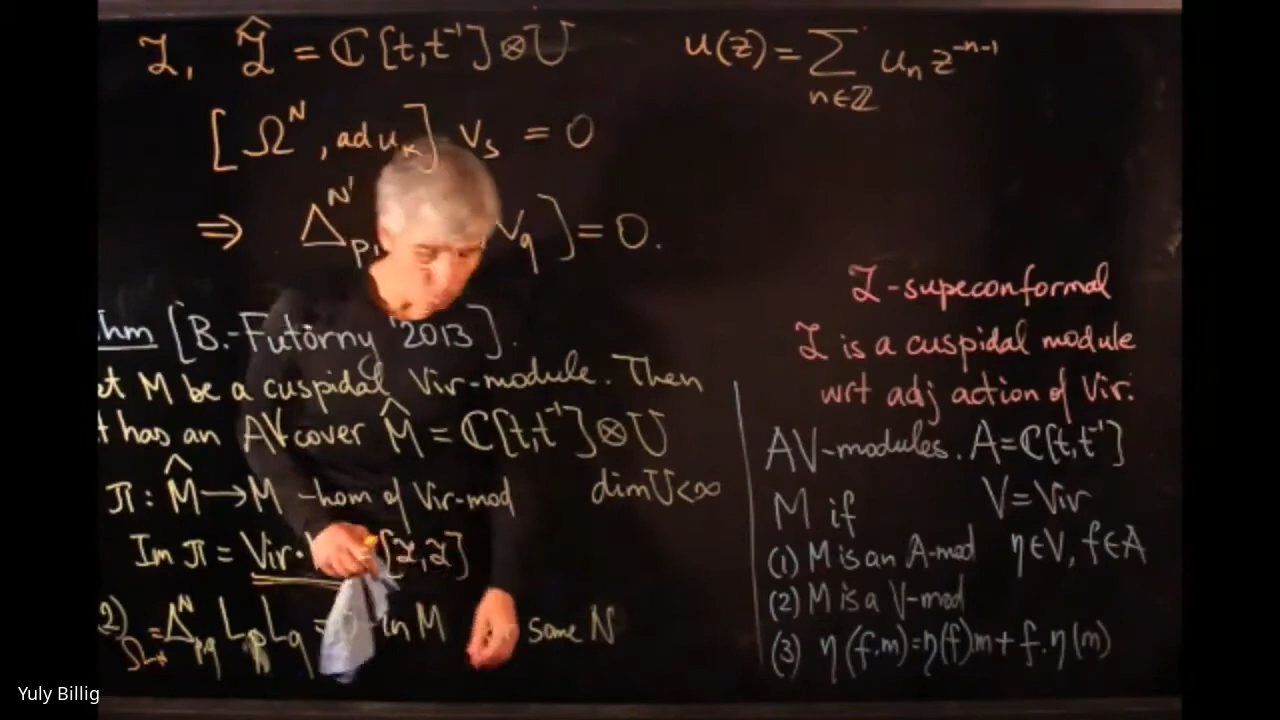 ℒ, ℒ̂ = ℂ[t,t⁻¹]⊗U
u(z) = Σ_{n∈ℤ} u_n z^{-n-1}
[Ω^N, ad u_k] v_s = 0
⇒ Δ^{N'}_{p, v_q] = 0.
hm [B.-Futorny '2013].
et M be a cuspidal Vir-module. Then
t has an AV cover M̂ = ℂ[t,t⁻¹]⊗U
π: M̂ → M -hom of Vir-mod dim U<∞
Im π = Vir· [ℒ,ℒ]
2) = Δ^N_{pq} L_p L_q = in M some N
ℒ-supeconformal
ℒ is a cuspidal module
wrt adj action of Vir.
AV-modules. A=ℂ[t,t⁻¹]
M if V=Vir
(1) M is an A-mod η∈V, f∈A
(2) M is a V-mod
(3) η(f.m)=η(f).m+f.η(m)
Yuly Billig